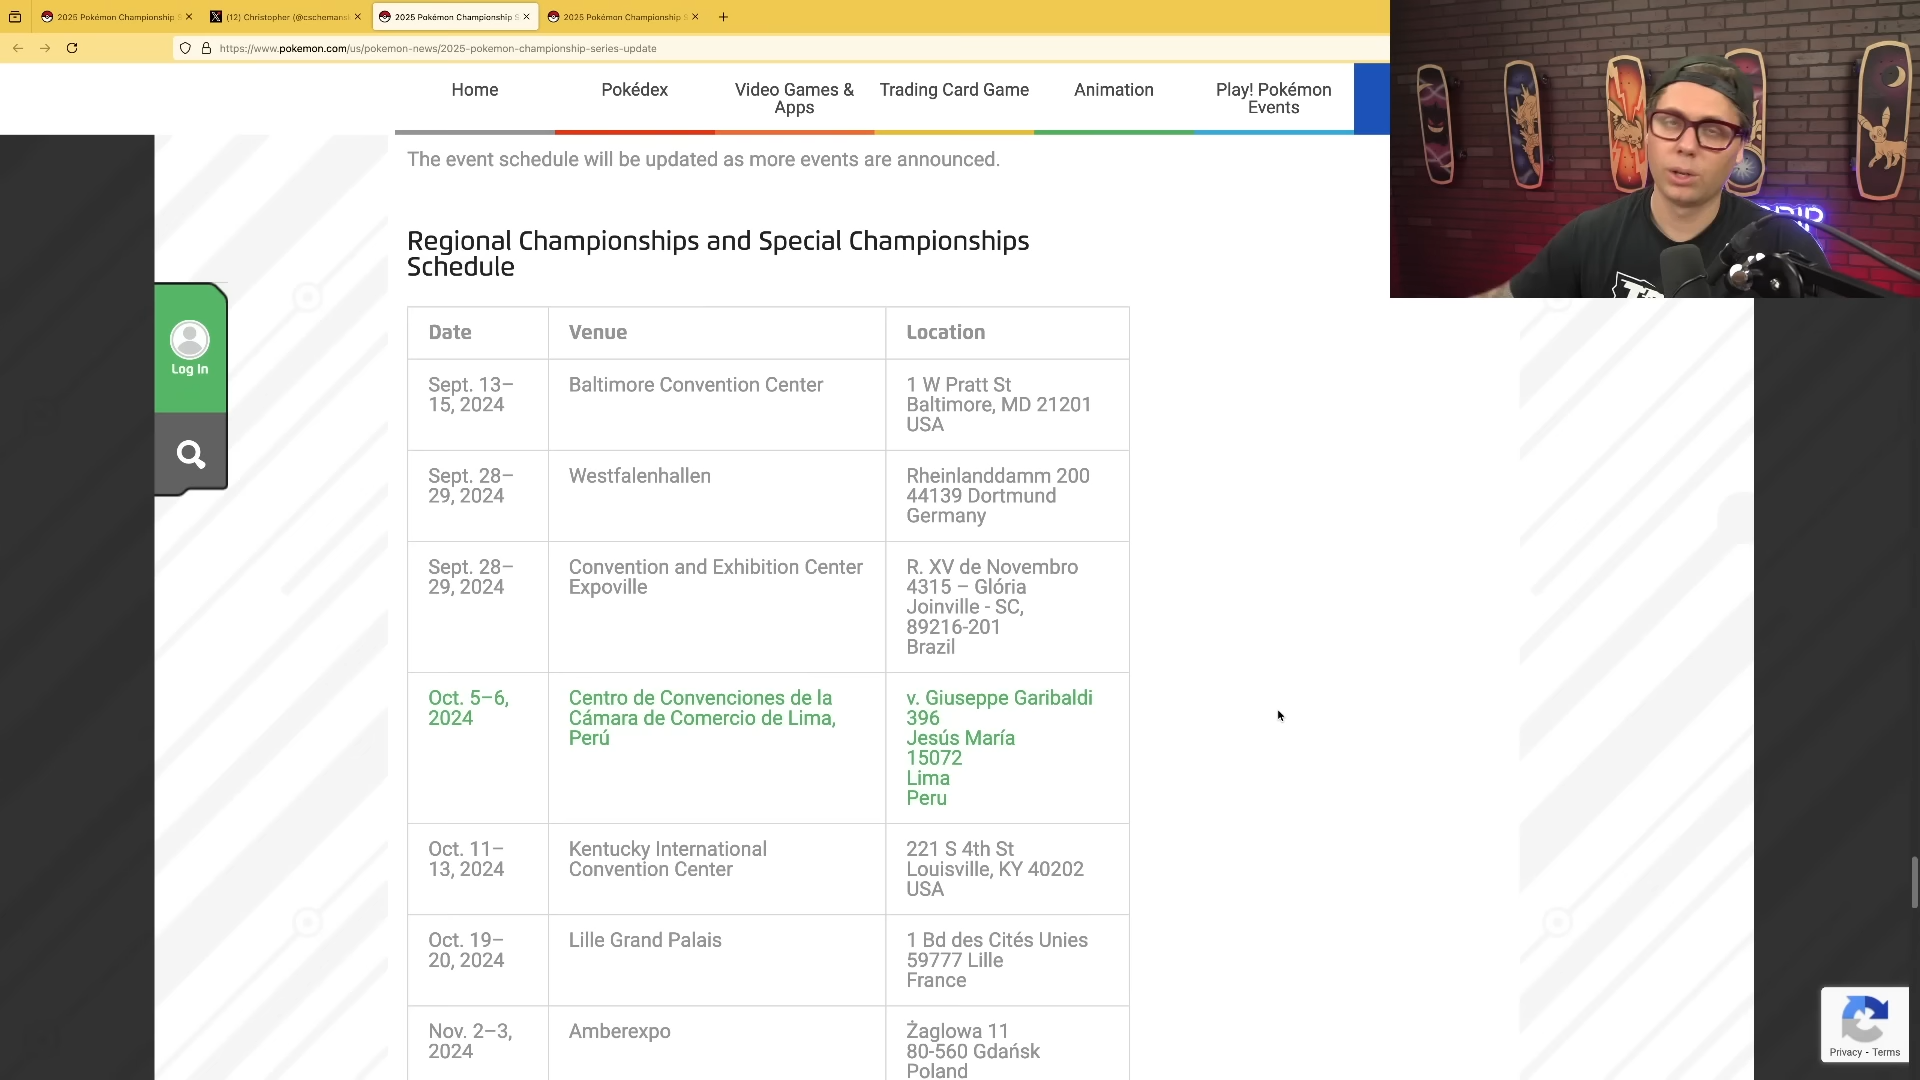 2025 Pokémon Championship
(12) Christopher (@cscheman
2025 Pokémon Championship S
2025 Pokémon Championship S
https://www.pokemon.com/us/pokemon-news/2025-pokemon-championship-series-update
Home
Pokédex
Video Games &
Apps
Trading Card Game
Animation
Play! Pokémon
Events
The event schedule will be updated as more events are announced.
Regional Championships and Special Championships
Schedule
Log In
Date
Venue
Location
Sept. 13–
15, 2024
Baltimore Convention Center
1 W Pratt St
Baltimore, MD 21201
USA
Sept. 28–
29, 2024
Westfalenhallen
Rheinlanddamm 200
44139 Dortmund
Germany
Sept. 28–
29, 2024
Convention and Exhibition Center
Expoville
R. XV de Novembro
4315 – Glória
Joinville - SC,
89216-201
Brazil
Oct. 5–6,
2024
Centro de Convenciones de la
Cámara de Comercio de Lima,
Perú
v. Giuseppe Garibaldi
396
Jesús María
15072
Lima
Peru
Oct. 11–
13, 2024
Kentucky International
Convention Center
221 S 4th St
Louisville, KY 40202
USA
Oct. 19–
20, 2024
Lille Grand Palais
1 Bd des Cités Unies
59777 Lille
France
Nov. 2–3,
2024
Amberexpo
Żaglowa 11
80-560 Gdańsk
Poland
Privacy - Terms